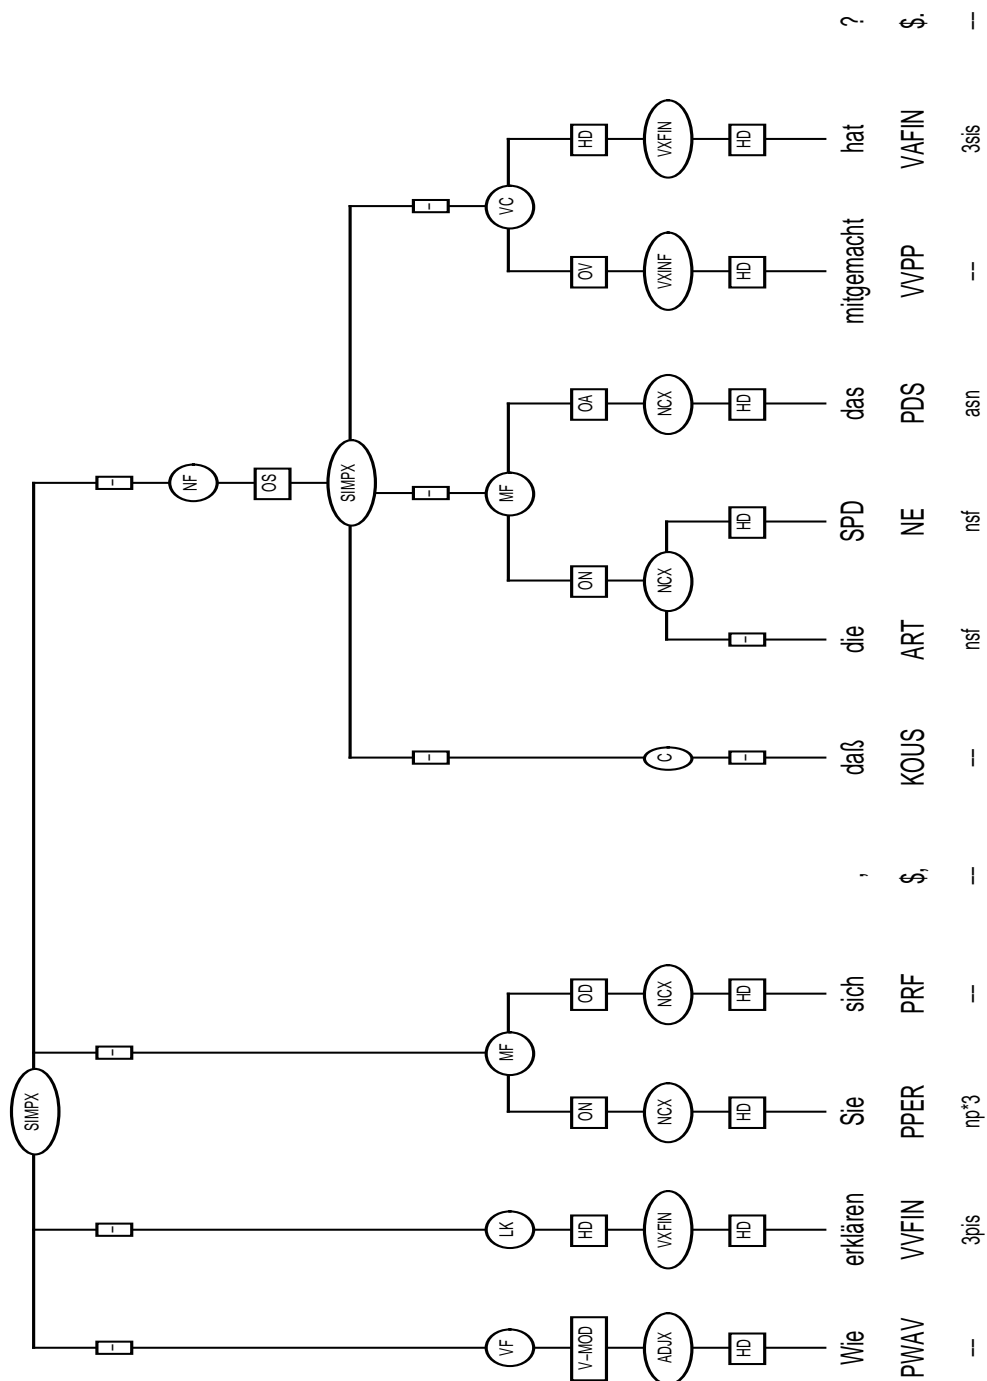 SIMPX
- - - -
NF
OS
SIMPX
- - -
VF LK MF MF VC
V-MOD HD ON OD ON OA OV HD
ADJX VXFIN NCX NCX C NCX NCX VXINF VXFIN
HD HD HD HD - - HD HD HD HD
Wie erklären Sie sich , daß die SPD das mitgemacht hat ?
PWAV VVFIN PPER PRF $, KOUS ART NE PDS VVPP VAFIN $.
-- 3pis np*3 -- -- -- nsf nsf asn -- 3sis --